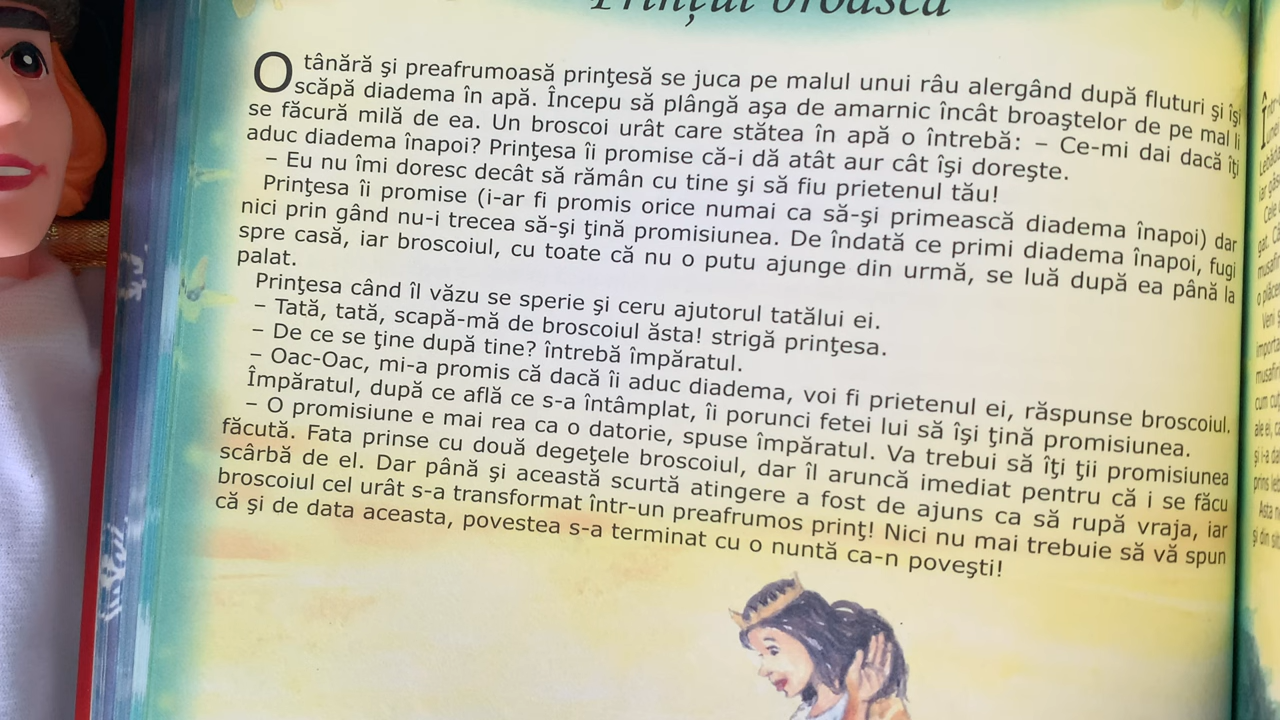 Prinţul broască
O tânără şi preafrumoasă prinţesă se juca pe malul unui râu alergând după fluturi şi îşi
scăpă diadema în apă. Începu să plângă aşa de amarnic încât broaştelor de pe mal li
se făcură milă de ea. Un broscoi urât care stătea în apă o întrebă: – Ce-mi dai dacă îţi
aduc diadema înapoi? Prinţesa îi promise că-i dă atât aur cât îşi doreşte.
– Eu nu îmi doresc decât să rămân cu tine şi să fiu prietenul tău!
Prinţesa îi promise (i-ar fi promis orice numai ca să-şi primească diadema înapoi) dar
nici prin gând nu-i trecea să-şi ţină promisiunea. De îndată ce primi diadema înapoi, fugi
spre casă, iar broscoiul, cu toate că nu o putu ajunge din urmă, se luă după ea până la
palat.
Prinţesa când îl văzu se sperie şi ceru ajutorul tatălui ei.
– Tată, tată, scapă-mă de broscoiul ăsta! strigă prinţesa.
– De ce se ţine după tine? întrebă împăratul.
– Oac-Oac, mi-a promis că dacă îi aduc diadema, voi fi prietenul ei, răspunse broscoiul.
Împăratul, după ce află ce s-a întâmplat, îi porunci fetei lui să îşi ţină promisiunea.
– O promisiune e mai rea ca o datorie, spuse împăratul. Va trebui să îţi ţii promisiunea
făcută. Fata prinse cu două degeţele broscoiul, dar îl aruncă imediat pentru că i se făcu
scârbă de el. Dar până şi această scurtă atingere a fost de ajuns ca să rupă vraja, iar
broscoiul cel urât s-a transformat într-un preafrumos prinţ! Nici nu mai trebuie să vă spun
că şi de data aceasta, povestea s-a terminat cu o nuntă ca-n poveşti!